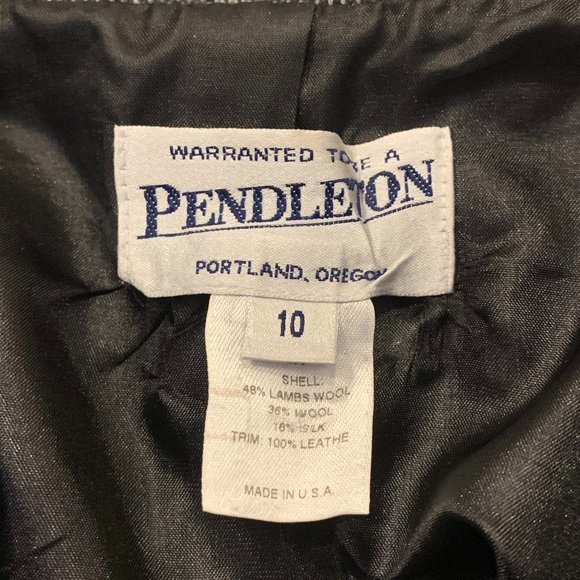 WARRANTED TO BE A
PENDLETON
PORTLAND, OREGON
10
SHELL:
48% LAMBS WOOL
36% WOOL
16% SILK
TRIM: 100% LEATHE
MADE IN U.S.A.